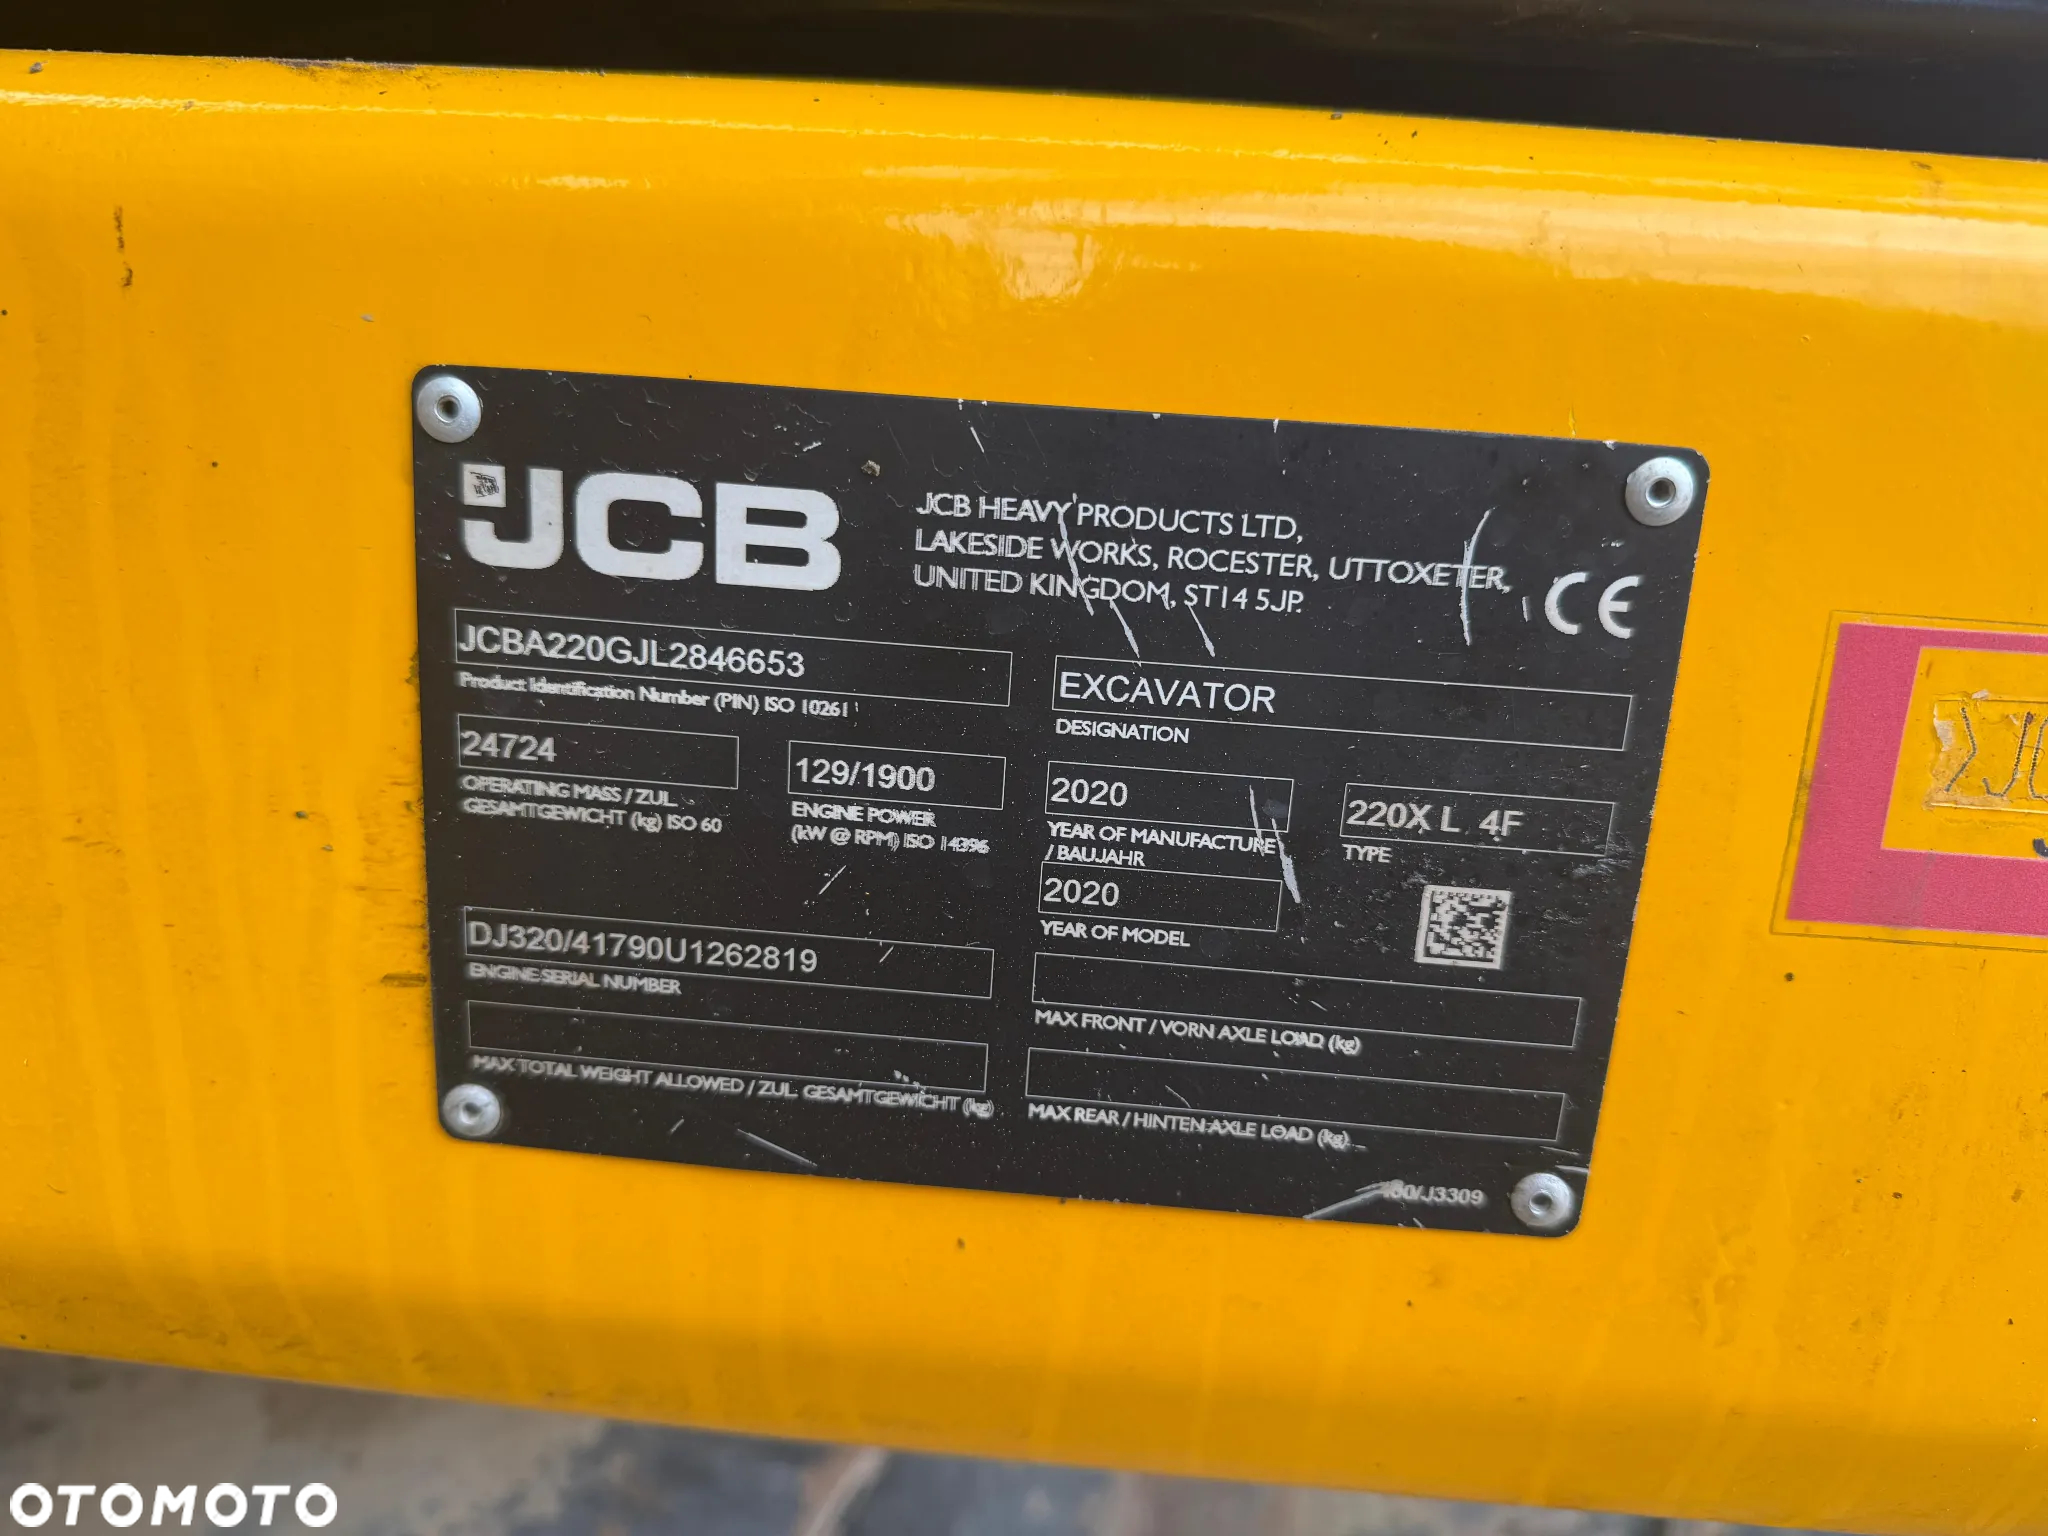 JCB
JCB HEAVY PRODUCTS LTD,
LAKESIDE WORKS, ROCESTER, UTTOXETER,
UNITED KINGDOM, ST14 5JP.
CE
JCBA220GJL2846653
Product Identification Number (PIN) ISO 10261
EXCAVATOR
DESIGNATION
24724
OPERATING MASS / ZUL.
GESAMTGEWICHT (kg) ISO 60
129/1900
ENGINE POWER
(kW @ RPM) ISO 14396
2020
YEAR OF MANUFACTURE
/ BAUJAHR
220X L 4F
TYPE
2020
YEAR OF MODEL
DJ320/41790U1262819
ENGINE SERIAL NUMBER
MAX FRONT / VORN AXLE LOAD (kg)
MAX TOTAL WEIGHT ALLOWED / ZUL. GESAMTGEWICHT (kg)
MAX REAR / HINTEN AXLE LOAD (kg)
OTOMOTO